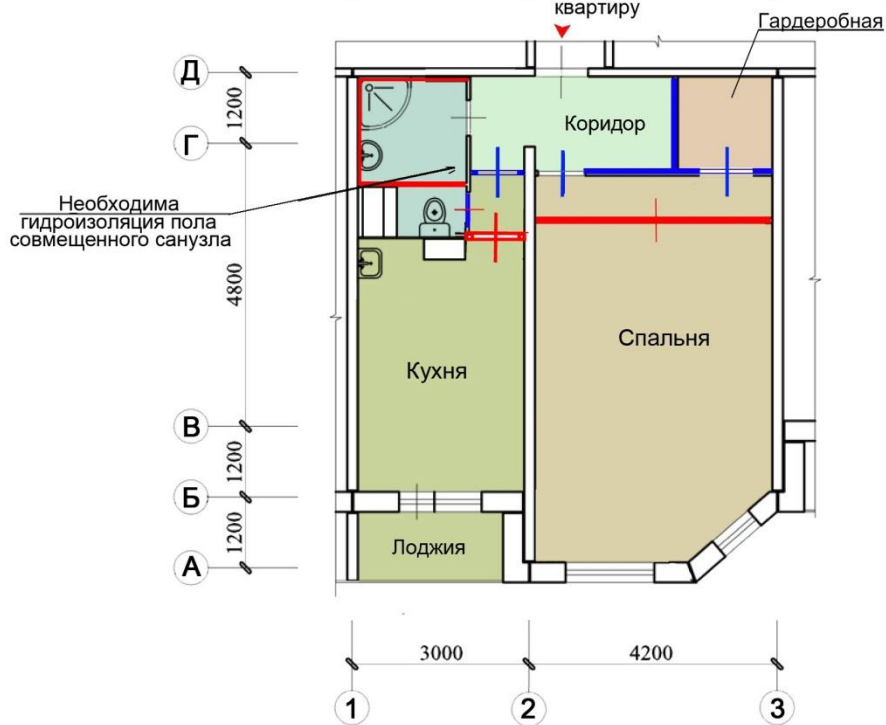 квартиру
Гардеробная
Д
1200
Коридор
Г
Необходима
гидроизоляция пола
совмещенного санузла
4800
Спальня
Кухня
В
1200
Б
1200
Лоджия
А
3000
4200
1
2
3